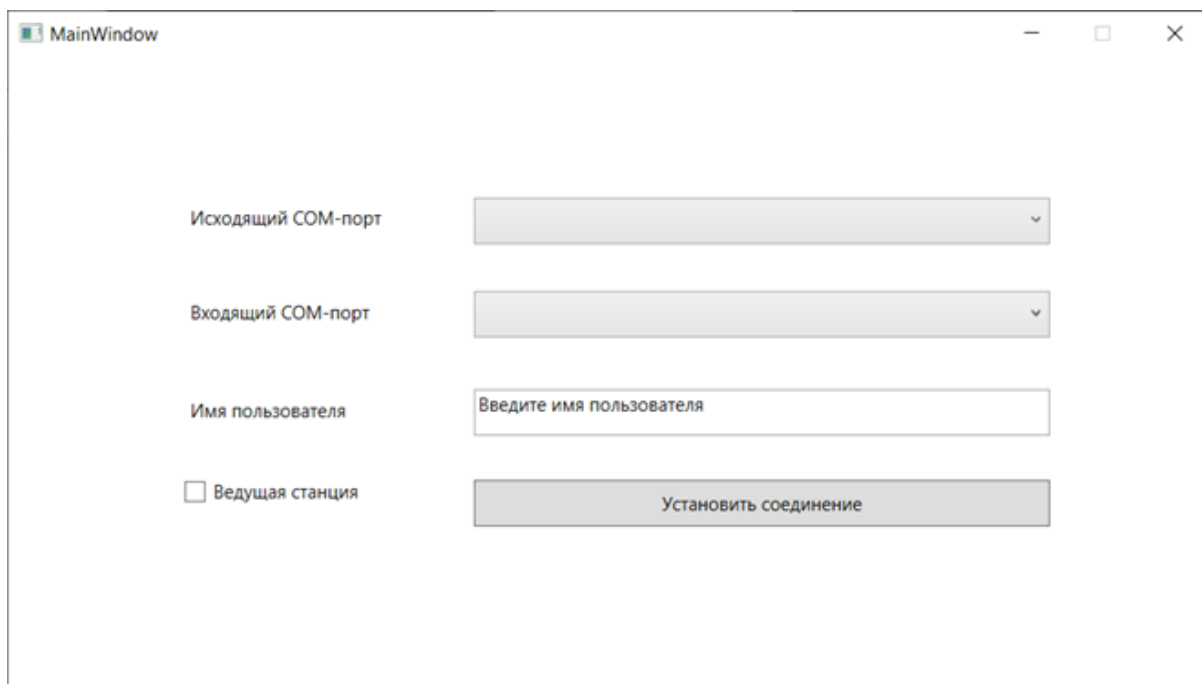 MainWindow
Исходящий COM-порт
Входящий COM-порт
Имя пользователя
Введите имя пользователя
Ведущая станция
Установить соединение